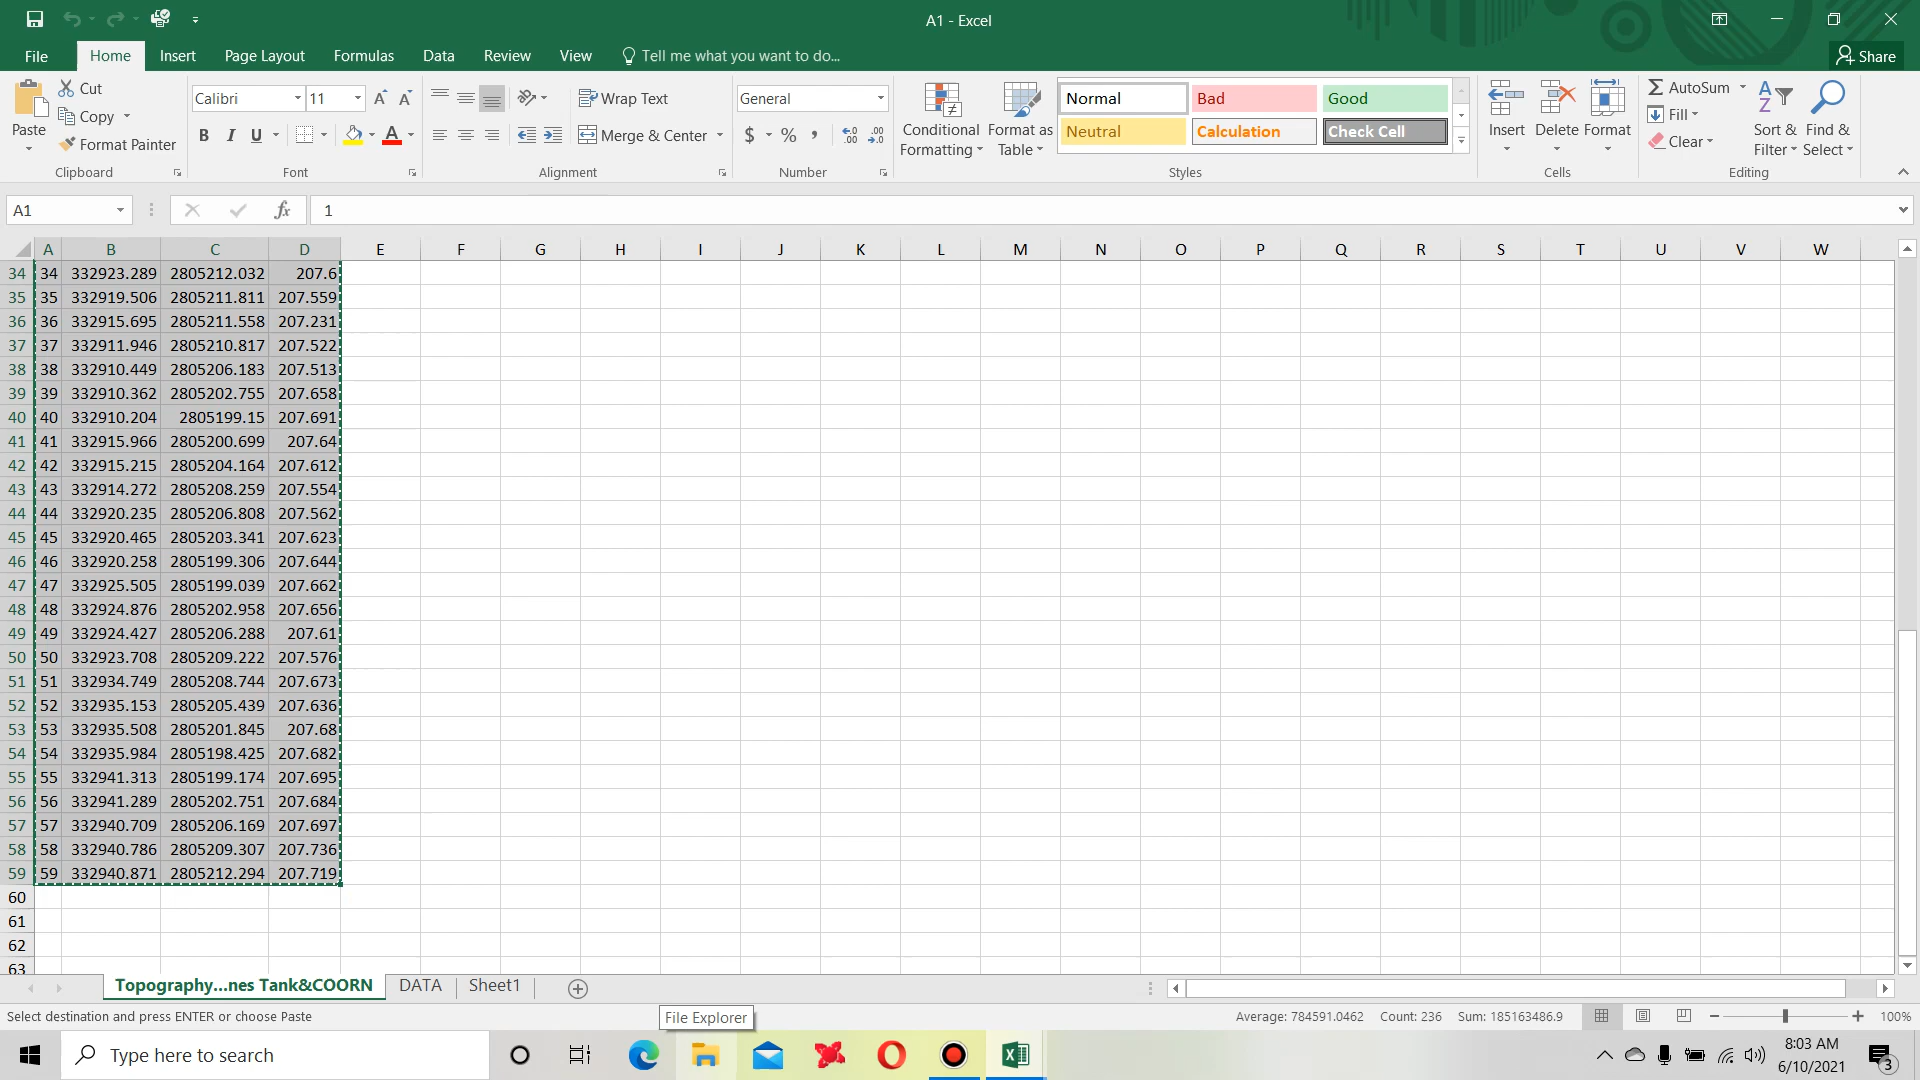 A1 - Excel
File Home Insert Page Layout Formulas Data Review View Tell me what you want to do... Share
Paste Cut Copy Format Painter Clipboard
Calibri 11 B I U A Font
Wrap Text Merge & Center Alignment
General $ % , Number
Conditional Formatting Format as Table
Normal Bad Good
Neutral Calculation Check Cell
Styles
Insert Delete Format Cells
AutoSum Fill Clear Sort & Filter Find & Select Editing
A1 fx 1
A B C D E F G H I J K L M N O P Q R S T U V W
34 34 332923.289 2805212.032 207.6
35 35 332919.506 2805211.811 207.559
36 36 332915.695 2805211.558 207.231
37 37 332911.946 2805210.817 207.522
38 38 332910.449 2805206.183 207.513
39 39 332910.362 2805202.755 207.658
40 40 332910.204 2805199.15 207.691
41 41 332915.966 2805200.699 207.64
42 42 332915.215 2805204.164 207.612
43 43 332914.272 2805208.259 207.554
44 44 332920.235 2805206.808 207.562
45 45 332920.465 2805203.341 207.623
46 46 332920.258 2805199.306 207.644
47 47 332925.505 2805199.039 207.662
48 48 332924.876 2805202.958 207.656
49 49 332924.427 2805206.288 207.61
50 50 332923.708 2805209.222 207.576
51 51 332934.749 2805208.744 207.673
52 52 332935.153 2805205.439 207.636
53 53 332935.508 2805201.845 207.68
54 54 332935.984 2805198.425 207.682
55 55 332941.313 2805199.174 207.695
56 56 332941.289 2805202.751 207.684
57 57 332940.709 2805206.169 207.697
58 58 332940.786 2805209.307 207.736
59 59 332940.871 2805212.294 207.719
60
61
62
63
Topography...nes Tank&COORN DATA Sheet1
Select destination and press ENTER or choose Paste File Explorer Average: 784591.0462 Count: 236 Sum: 185163486.9 100%
Type here to search 8:03 AM
6/10/2021 3